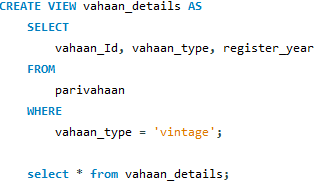 CREATE VIEW vahaan_details AS
SELECT
vahaan_Id, vahaan_type, register_year
FROM
parivahaan
WHERE
vahaan_type = 'vintage';
select * from vahaan_details;